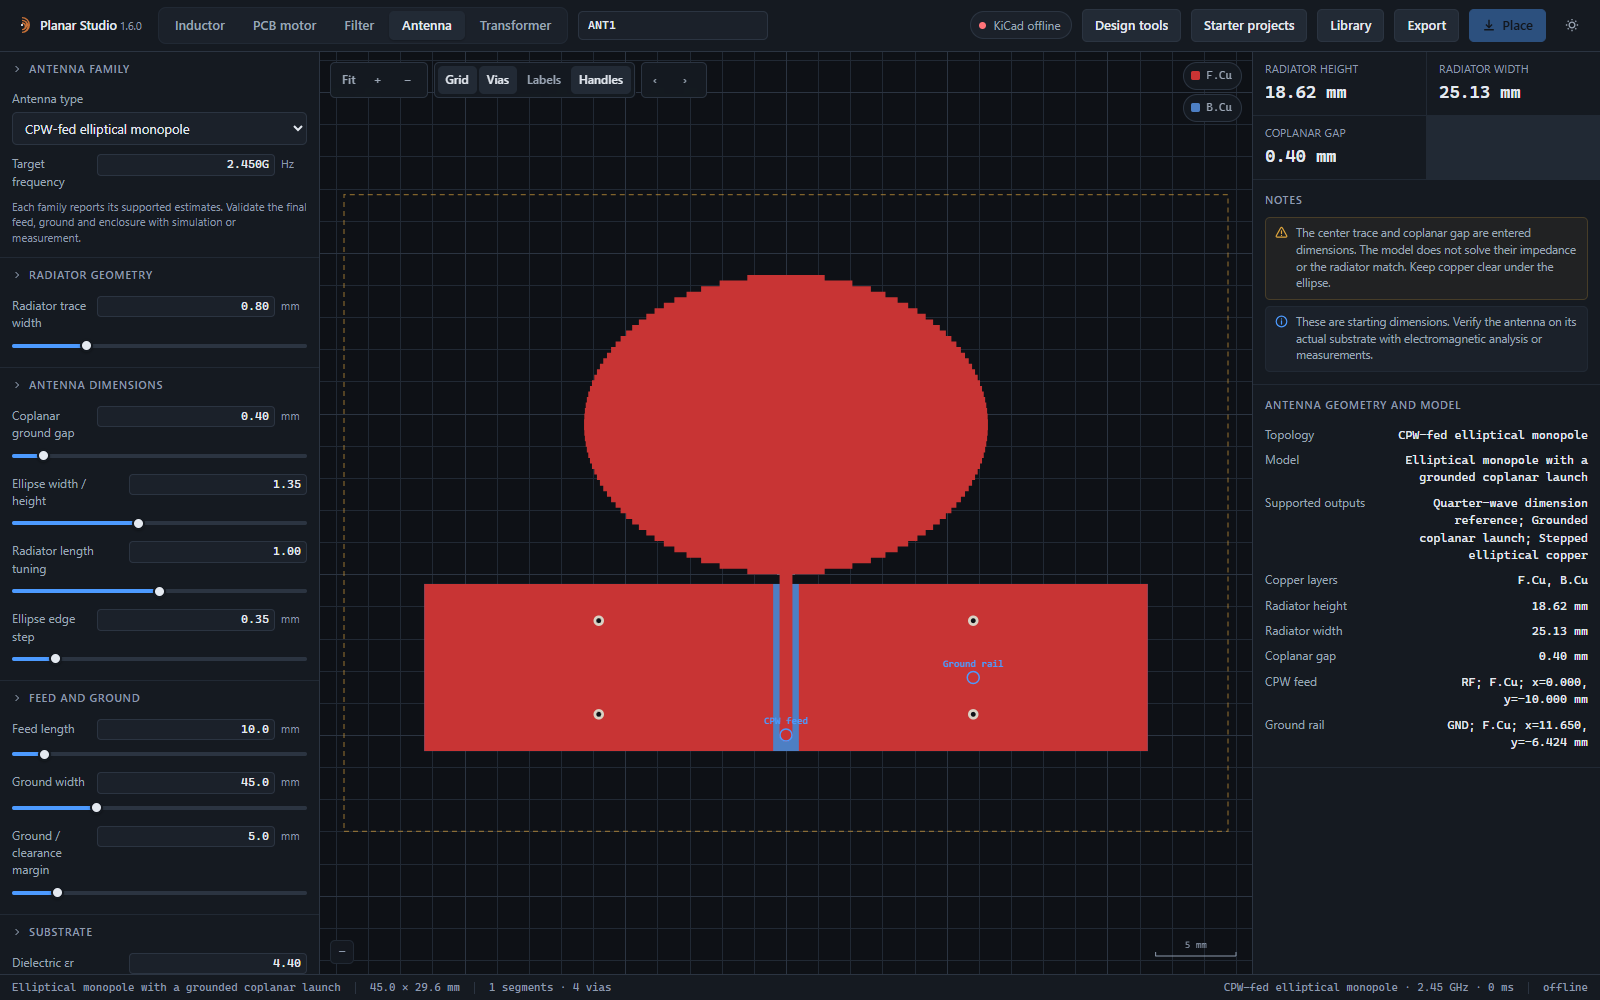 Planar Studio 1.6.0
Inductor
PCB motor
Filter
Antenna
Transformer
ANT1
KiCad offline
Design tools
Starter projects
Library
Export
Place
ANTENNA FAMILY
Antenna type
CPW-fed elliptical monopole
Target frequency
2.450G Hz
Each family reports its supported estimates. Validate the final
feed, ground and enclosure with simulation or
measurement.
RADIATOR GEOMETRY
Radiator trace width
0.80 mm
ANTENNA DIMENSIONS
Coplanar ground gap
0.40 mm
Ellipse width / height
1.35
Radiator length tuning
1.00
Ellipse edge step
0.35 mm
FEED AND GROUND
Feed length
10.0 mm
Ground width
45.0 mm
Ground / clearance margin
5.0 mm
SUBSTRATE
Dielectric εr
4.40
Fit + −
Grid
Vias
Labels
Handles
‹ ›
F.Cu
B.Cu
Ground rail
CPW feed
−
5 mm
RADIATOR HEIGHT
18.62 mm
RADIATOR WIDTH
25.13 mm
COPLANAR GAP
0.40 mm
NOTES
The center trace and coplanar gap are entered
dimensions. The model does not solve their impedance
or the radiator match. Keep copper clear under the
ellipse.
These are starting dimensions. Verify the antenna on its
actual substrate with electromagnetic analysis or
measurements.
ANTENNA GEOMETRY AND MODEL
Topology
CPW-fed elliptical monopole
Model
Elliptical monopole with a
grounded coplanar launch
Supported outputs
Quarter-wave dimension
reference; Grounded
coplanar launch; Stepped
elliptical copper
Copper layers
F.Cu, B.Cu
Radiator height
18.62 mm
Radiator width
25.13 mm
Coplanar gap
0.40 mm
CPW feed
RF; F.Cu; x=0.000,
y=−10.000 mm
Ground rail
GND; F.Cu; x=11.650,
y=−6.424 mm
Elliptical monopole with a grounded coplanar launch
45.0 × 29.6 mm
1 segments · 4 vias
CPW-fed elliptical monopole · 2.45 GHz · 0 ms
offline